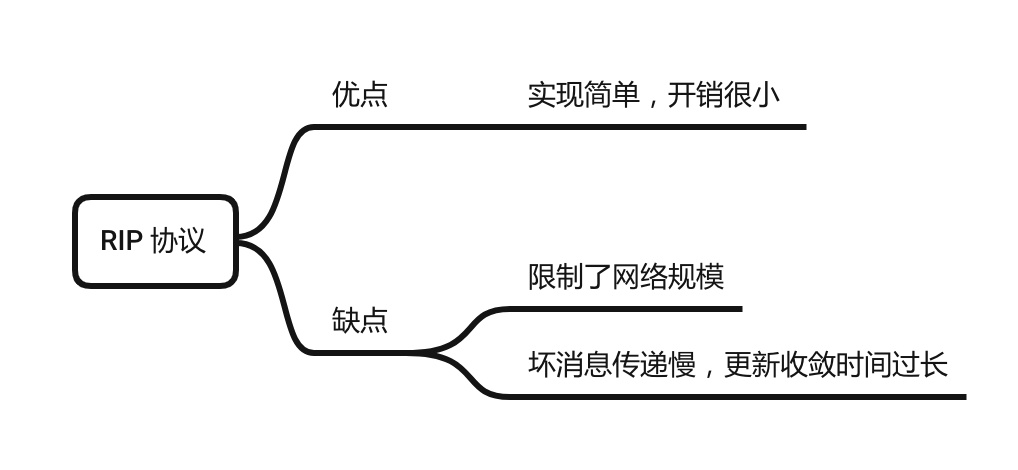 优点
实现简单，开销很小
RIP 协议
限制了网络规模
缺点
坏消息传递慢，更新收敛时间过长